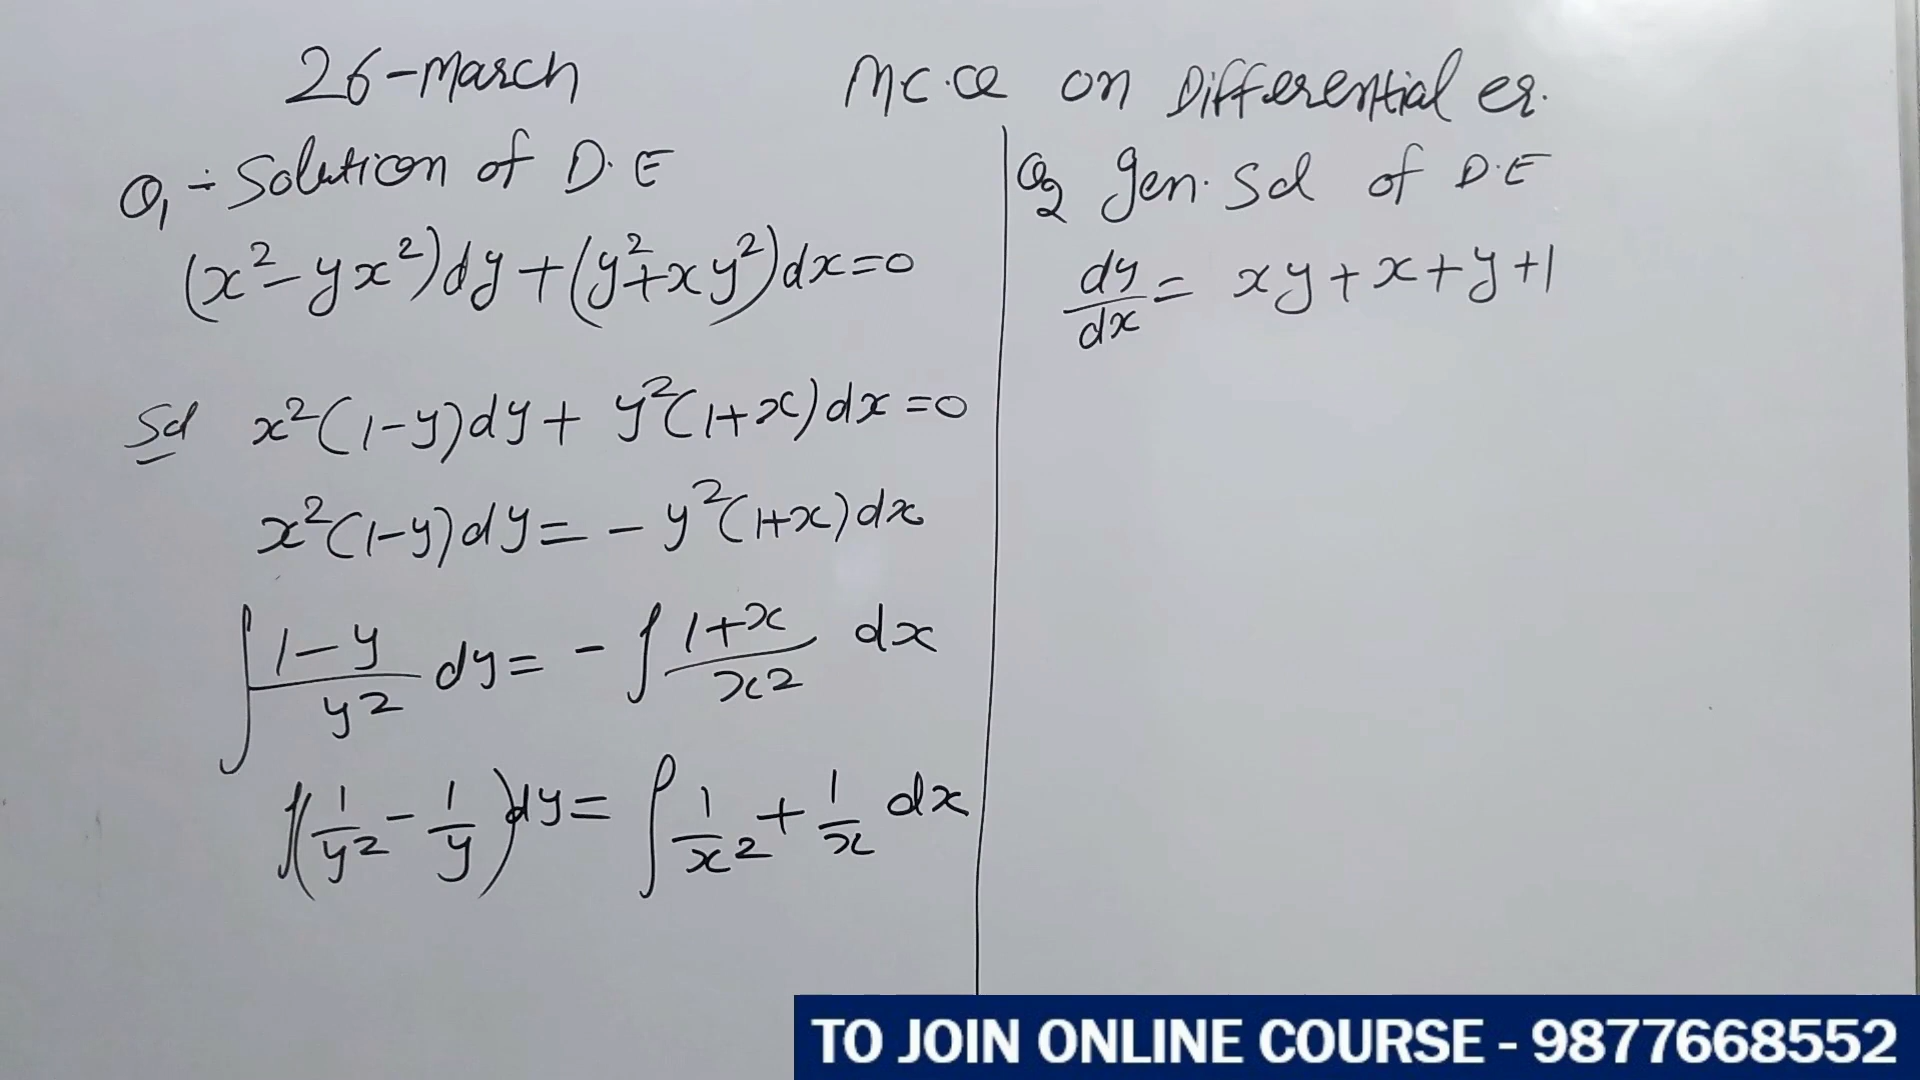 26-March
M.C.Q on Differential eq.
Q1 - Solution of D.E
(x²-yx²)dy+(y²+xy²)dx=0
Sol x²(1-y)dy+ y²(1+x)dx=0
x²(1-y)dy= - y²(1+x)dx
∫ 1-y/y² dy= -∫ 1+x/x² dx
∫(1/y² - 1/y)dy= ∫ 1/x² + 1/x dx
Q2 Gen. Sol of D.E
dy/dx = xy+x+y+1
TO JOIN ONLINE COURSE - 9877668552